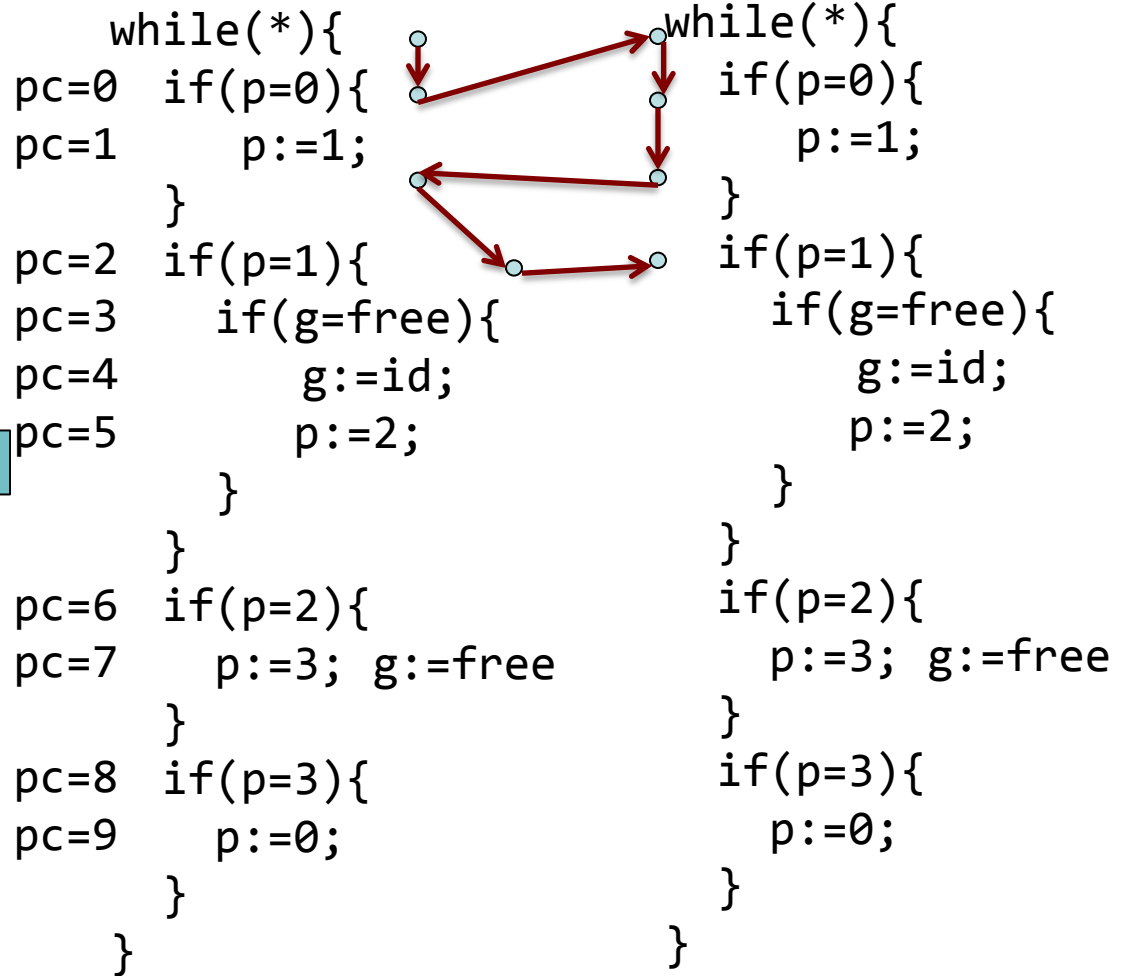 while(*){
pc=0 if(p=0){
pc=1 p:=1;
}
pc=2 if(p=1){
pc=3 if(g=free){
pc=4 g:=id;
pc=5 p:=2;
}
}
pc=6 if(p=2){
pc=7 p:=3; g:=free
}
pc=8 if(p=3){
pc=9 p:=0;
}
}
while(*){
if(p=0){
p:=1;
}
if(p=1){
if(g=free){
g:=id;
p:=2;
}
}
if(p=2){
p:=3; g:=free
}
if(p=3){
p:=0;
}
}